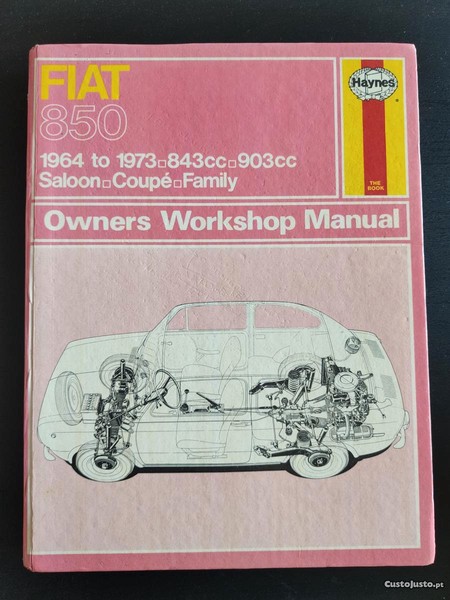 FIAT
850
1964 to 1973▫843cc▫903cc
Saloon▫Coupé▫Family
Haynes
THE
BOOK
Owners Workshop Manual
CustoJusto.pt